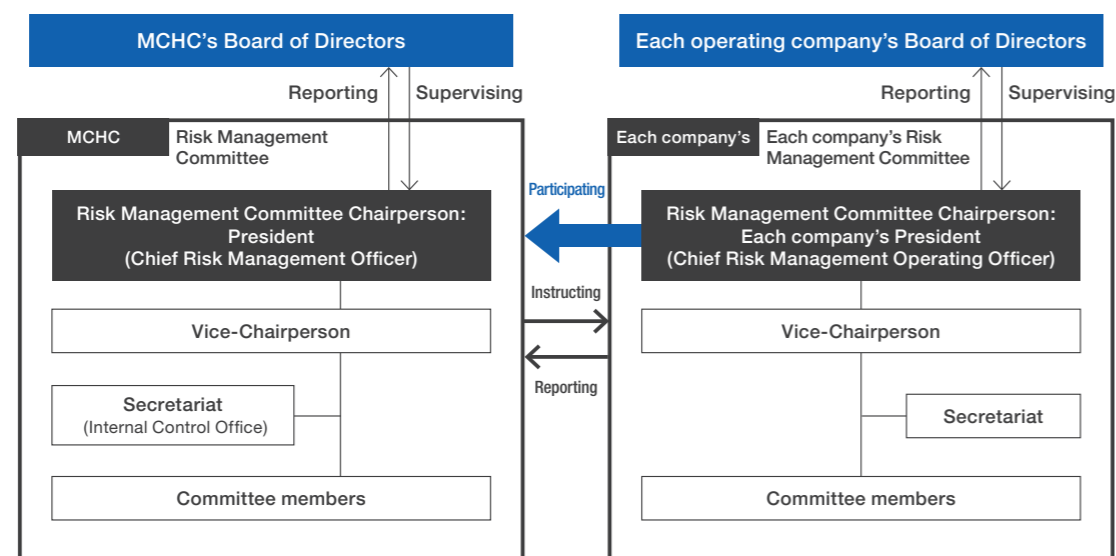 MCHC's Board of Directors
Reporting
Supervising
MCHC
Risk Management
Committee
Risk Management Committee Chairperson:
President
(Chief Risk Management Officer)
Vice-Chairperson
Secretariat
(Internal Control Office)
Committee members
Participating
Instructing
Reporting
Each operating company's Board of Directors
Reporting
Supervising
Each company's
Each company's Risk
Management Committee
Risk Management Committee Chairperson:
Each company's President
(Chief Risk Management Operating Officer)
Vice-Chairperson
Secretariat
Committee members